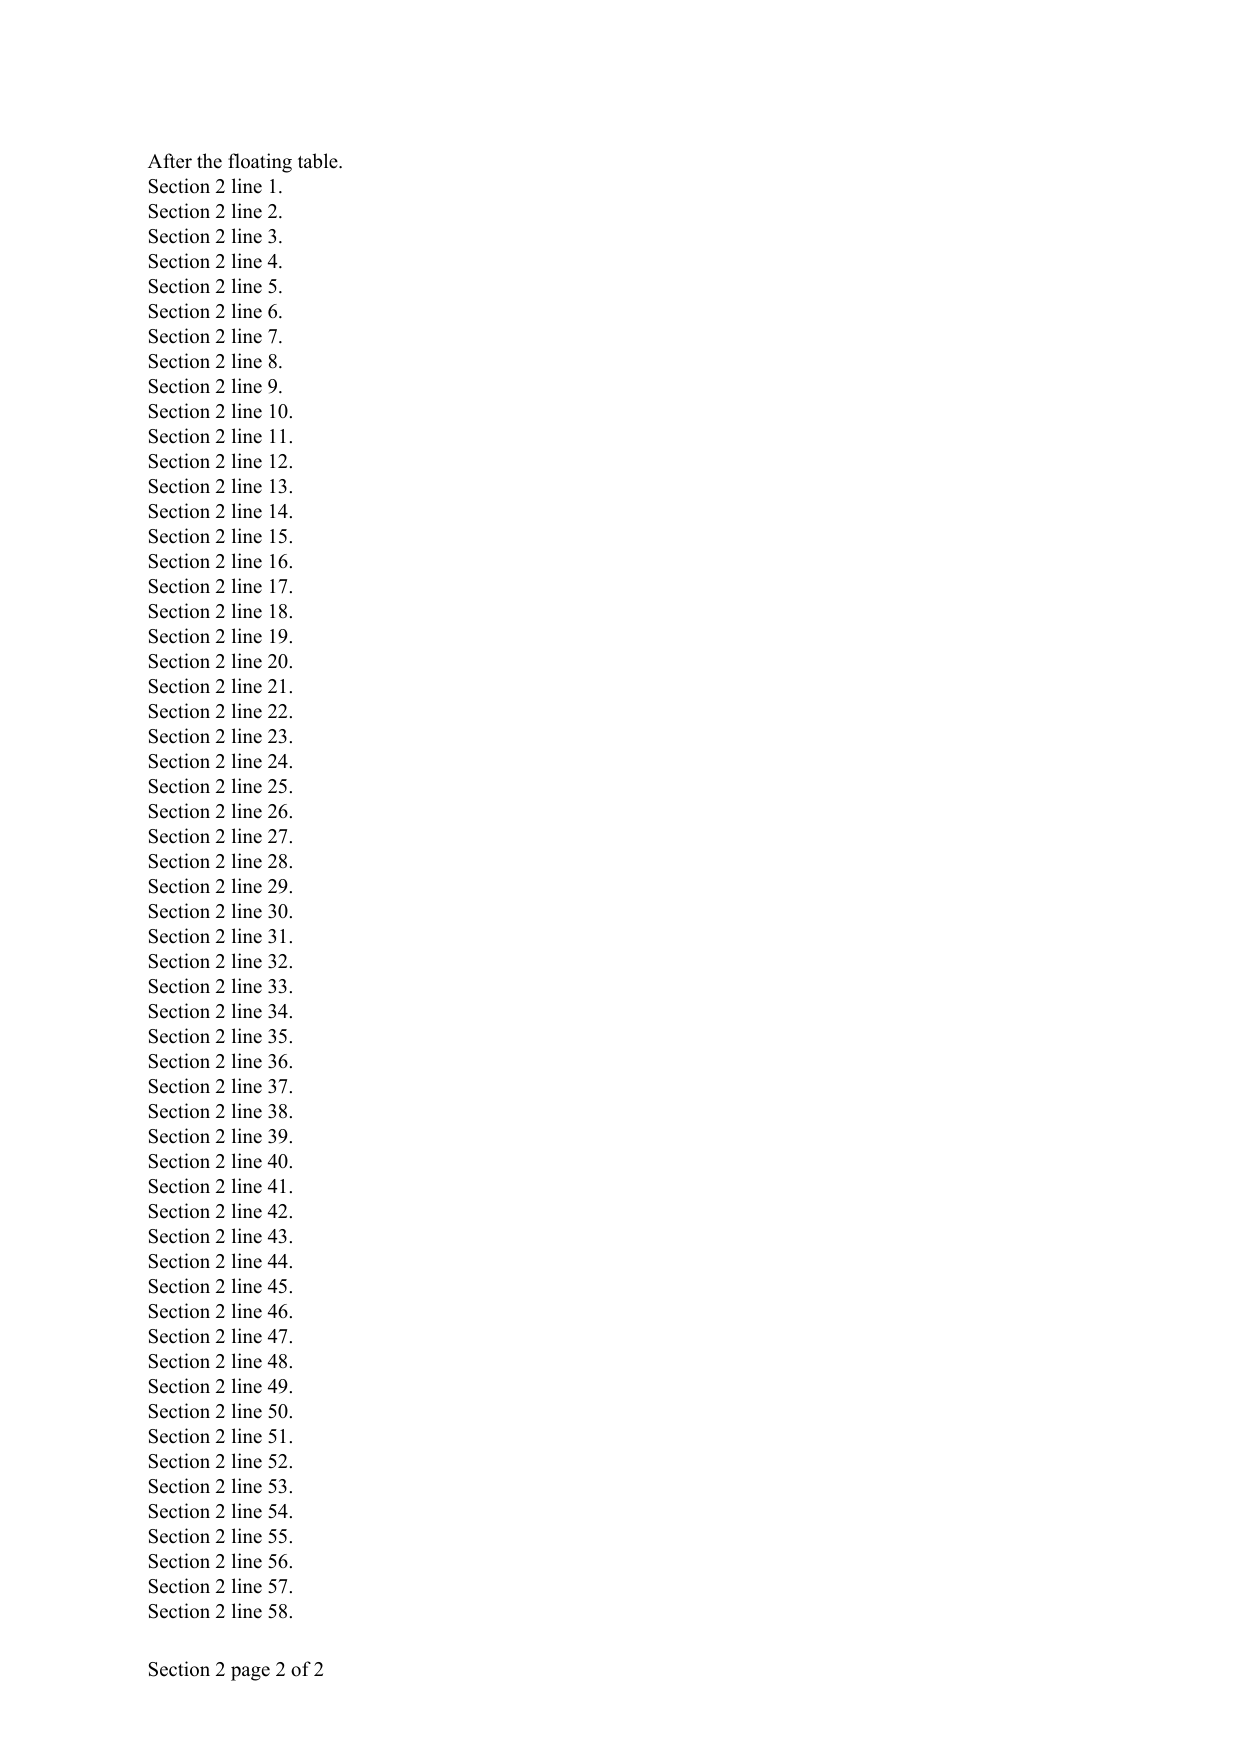 After the floating table.
Section 2 line 1.
Section 2 line 2.
Section 2 line 3.
Section 2 line 4.
Section 2 line 5.
Section 2 line 6.
Section 2 line 7.
Section 2 line 8.
Section 2 line 9.
Section 2 line 10.
Section 2 line 11.
Section 2 line 12.
Section 2 line 13.
Section 2 line 14.
Section 2 line 15.
Section 2 line 16.
Section 2 line 17.
Section 2 line 18.
Section 2 line 19.
Section 2 line 20.
Section 2 line 21.
Section 2 line 22.
Section 2 line 23.
Section 2 line 24.
Section 2 line 25.
Section 2 line 26.
Section 2 line 27.
Section 2 line 28.
Section 2 line 29.
Section 2 line 30.
Section 2 line 31.
Section 2 line 32.
Section 2 line 33.
Section 2 line 34.
Section 2 line 35.
Section 2 line 36.
Section 2 line 37.
Section 2 line 38.
Section 2 line 39.
Section 2 line 40.
Section 2 line 41.
Section 2 line 42.
Section 2 line 43.
Section 2 line 44.
Section 2 line 45.
Section 2 line 46.
Section 2 line 47.
Section 2 line 48.
Section 2 line 49.
Section 2 line 50.
Section 2 line 51.
Section 2 line 52.
Section 2 line 53.
Section 2 line 54.
Section 2 line 55.
Section 2 line 56.
Section 2 line 57.
Section 2 line 58.
Section 2 page 2 of 2